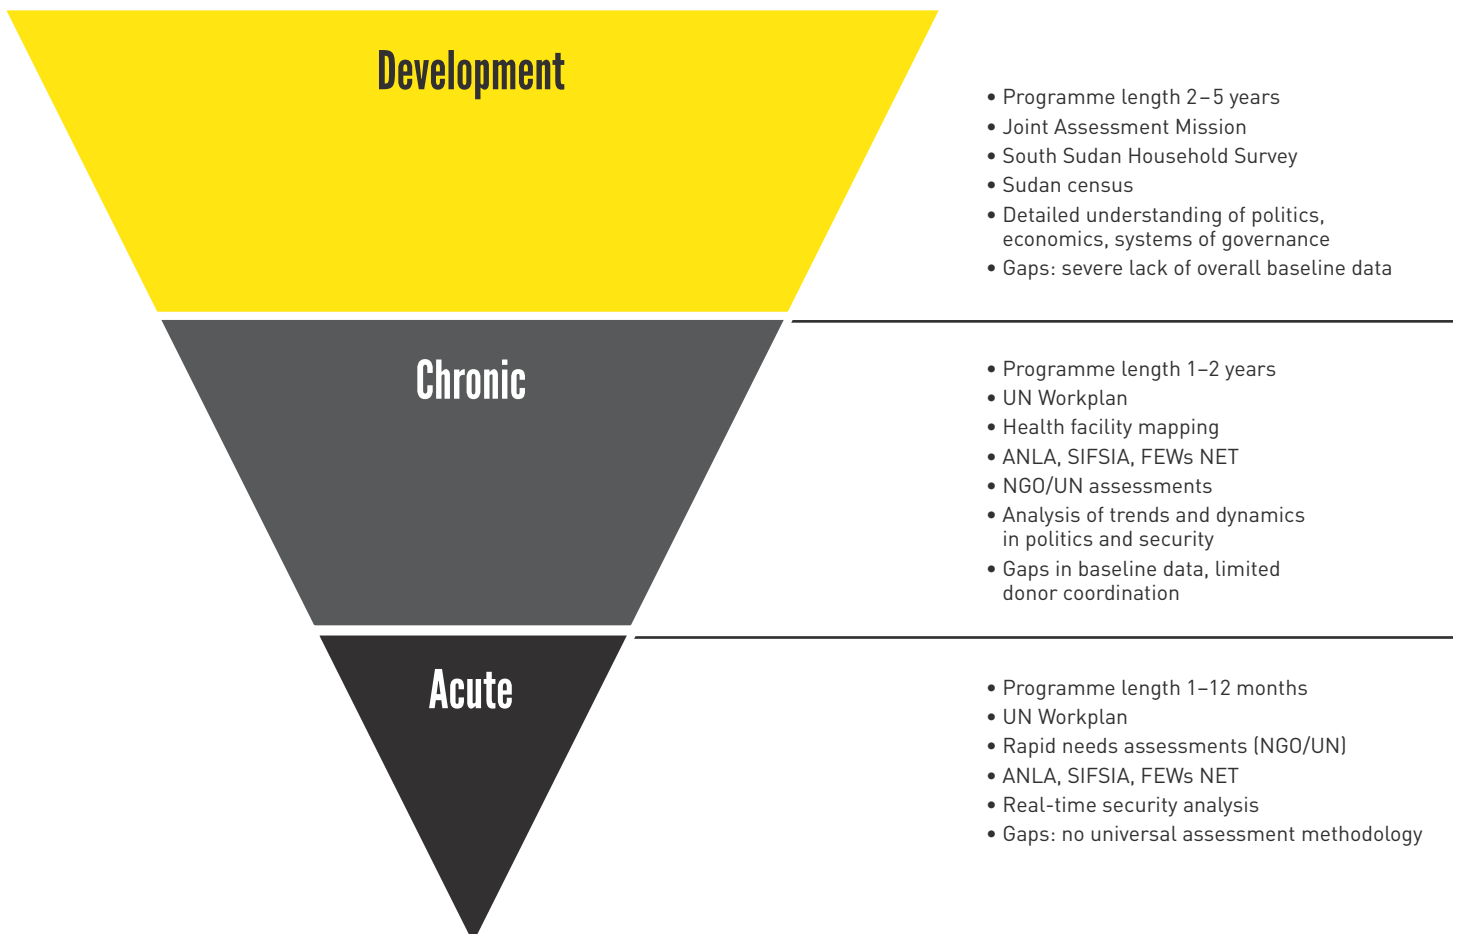 Development
• Programme length 2–5 years
• Joint Assessment Mission
• South Sudan Household Survey
• Sudan census
• Detailed understanding of politics,
economics, systems of governance
• Gaps: severe lack of overall baseline data
Chronic
• Programme length 1–2 years
• UN Workplan
• Health facility mapping
• ANLA, SIFSIA, FEWs NET
• NGO/UN assessments
• Analysis of trends and dynamics
in politics and security
• Gaps in baseline data, limited
donor coordination
Acute
• Programme length 1–12 months
• UN Workplan
• Rapid needs assessments (NGO/UN)
• ANLA, SIFSIA, FEWs NET
• Real-time security analysis
• Gaps: no universal assessment methodology